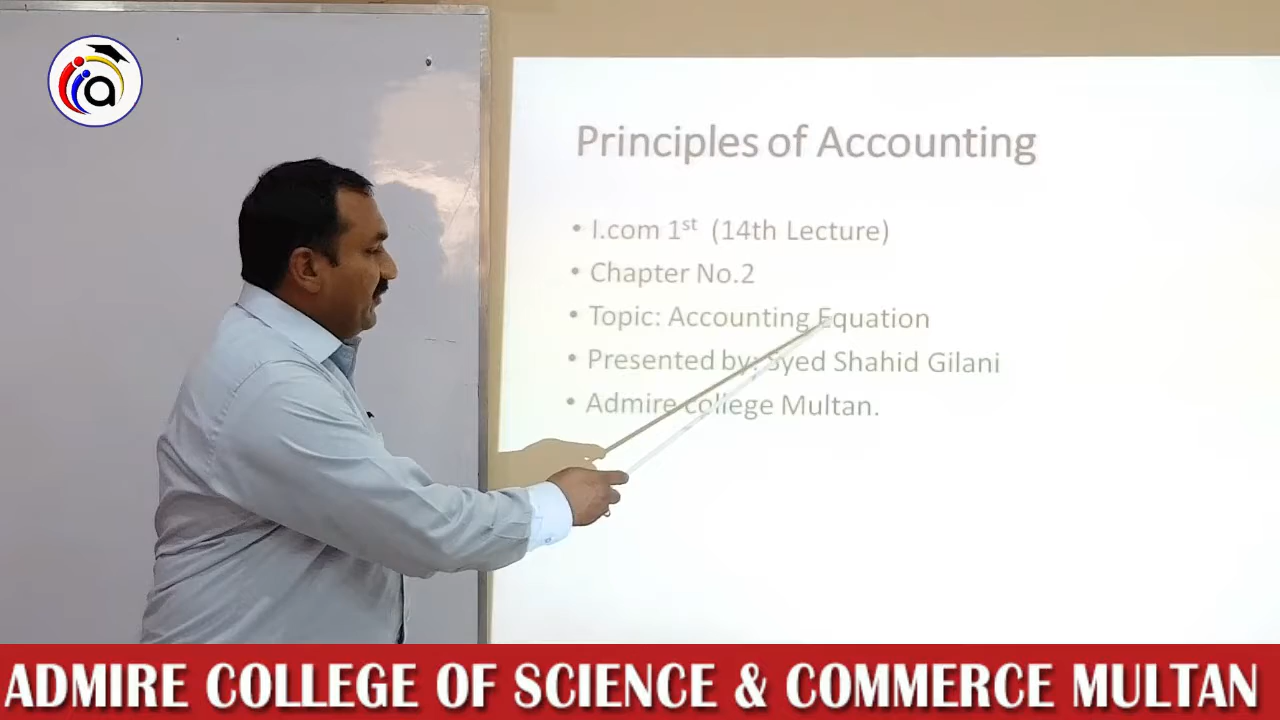 a
Principles of Accounting
• I.com 1st (14th Lecture)
• Chapter No.2
• Topic: Accounting Equation
• Presented by; Syed Shahid Gilani
• Admire college Multan.
ADMIRE COLLEGE OF SCIENCE & COMMERCE MULTAN